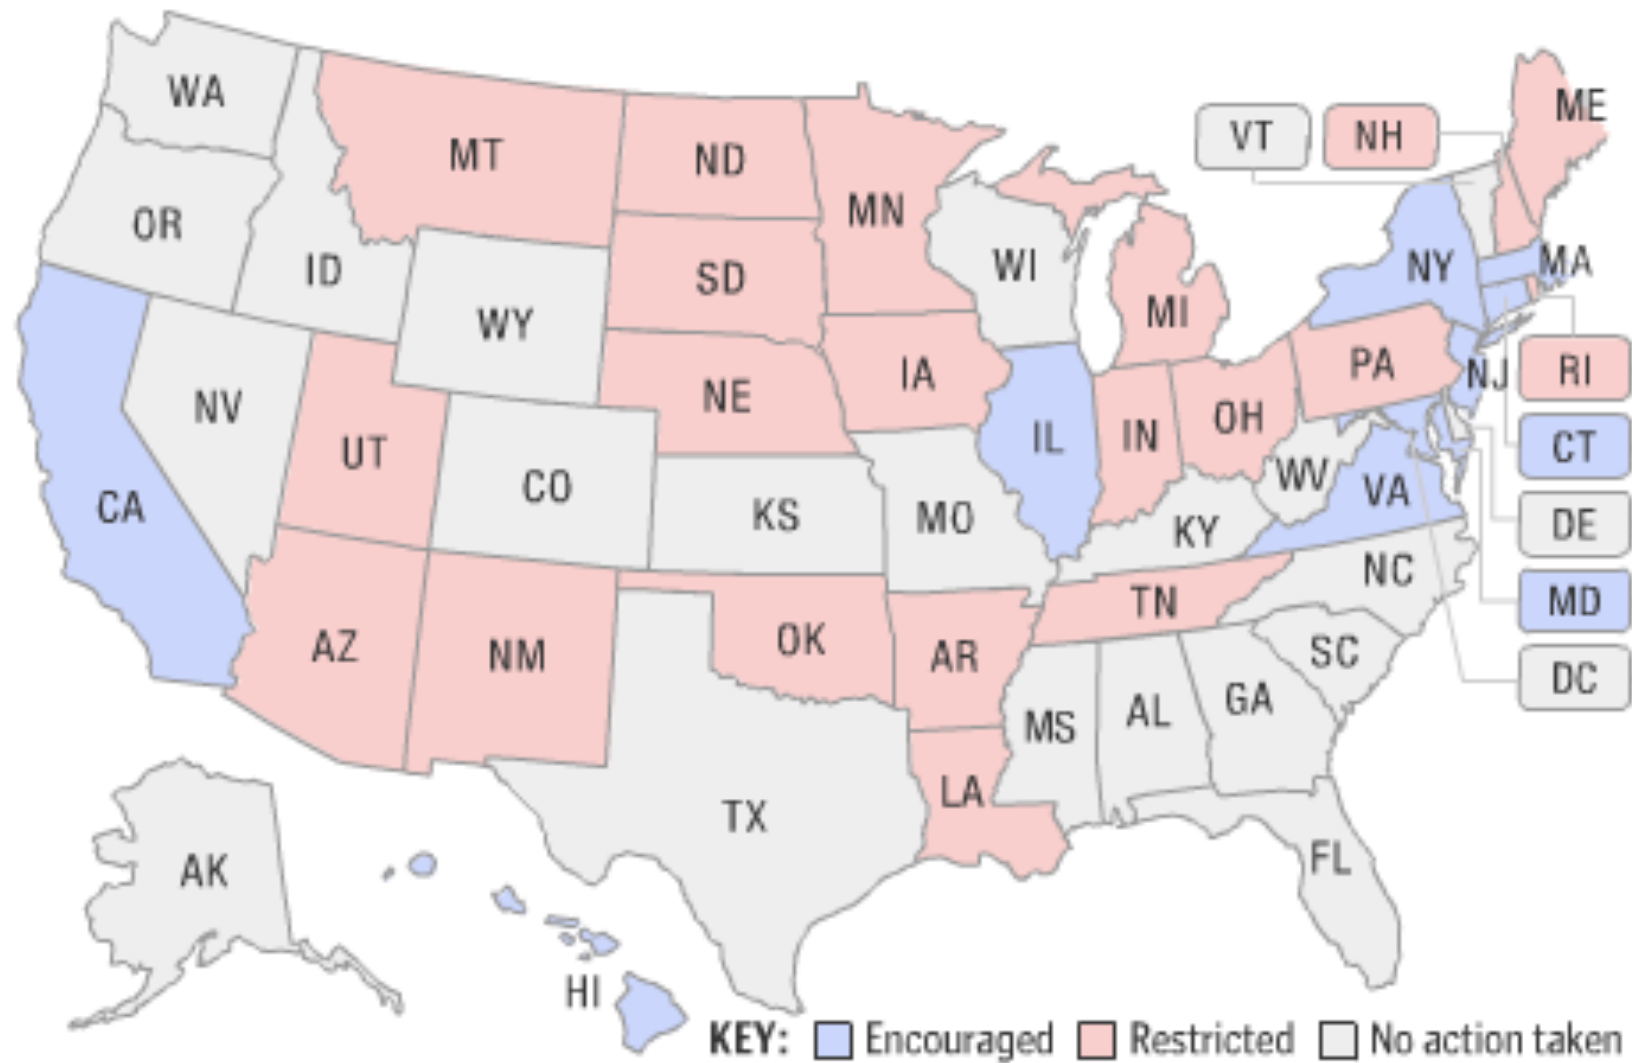 WA
ME
MT
ND
VT
NH
MN
OR
ID
SD
WI
NY
MA
WY
MI
NV
NE
IA
PA
NJ
RI
UT
IL
IN
OH
CT
CA
CO
KS
MO
KY
WV
VA
DE
NC
AZ
NM
OK
AR
TN
MD
SC
DC
TX
LA
MS
AL
GA
AK
FL
HI
KEY: Encouraged Restricted No action taken